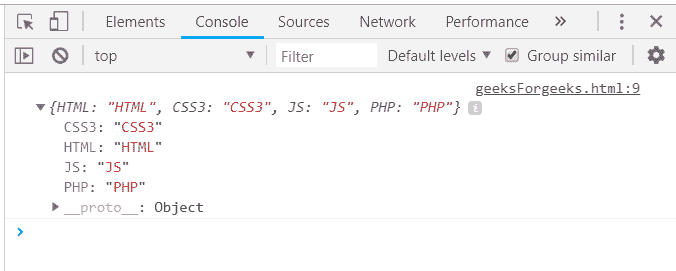 Elements Console Sources Network Performance »
top Filter Default levels Group similar
geeksForgeeks.html:9
{HTML: "HTML", CSS3: "CSS3", JS: "JS", PHP: "PHP"} i
CSS3: "CSS3"
HTML: "HTML"
JS: "JS"
PHP: "PHP"
__proto__: Object